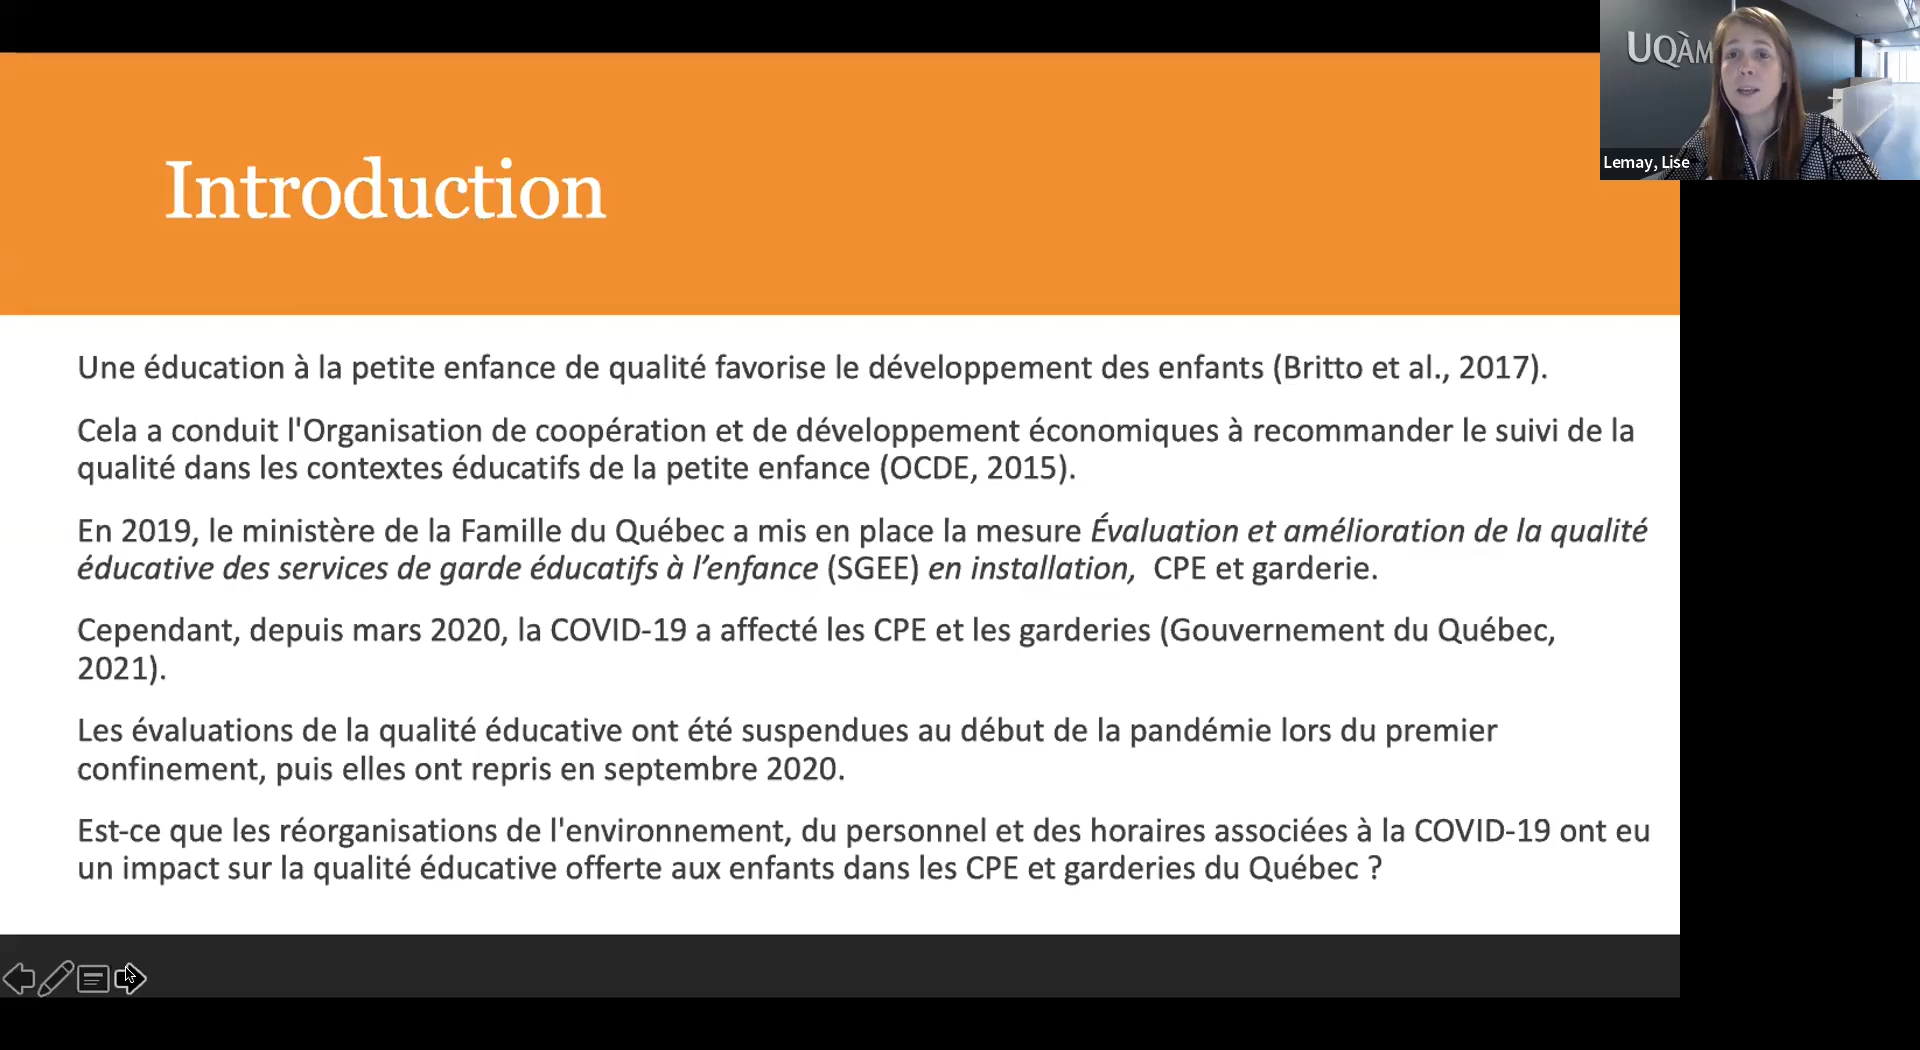 UQÀM
Lemay, Lise
Introduction
Une éducation à la petite enfance de qualité favorise le développement des enfants (Britto et al., 2017).
Cela a conduit l'Organisation de coopération et de développement économiques à recommander le suivi de la
qualité dans les contextes éducatifs de la petite enfance (OCDE, 2015).
En 2019, le ministère de la Famille du Québec a mis en place la mesure Évaluation et amélioration de la qualité
éducative des services de garde éducatifs à l’enfance (SGEE) en installation, CPE et garderie.
Cependant, depuis mars 2020, la COVID-19 a affecté les CPE et les garderies (Gouvernement du Québec,
2021).
Les évaluations de la qualité éducative ont été suspendues au début de la pandémie lors du premier
confinement, puis elles ont repris en septembre 2020.
Est-ce que les réorganisations de l'environnement, du personnel et des horaires associées à la COVID-19 ont eu
un impact sur la qualité éducative offerte aux enfants dans les CPE et garderies du Québec ?